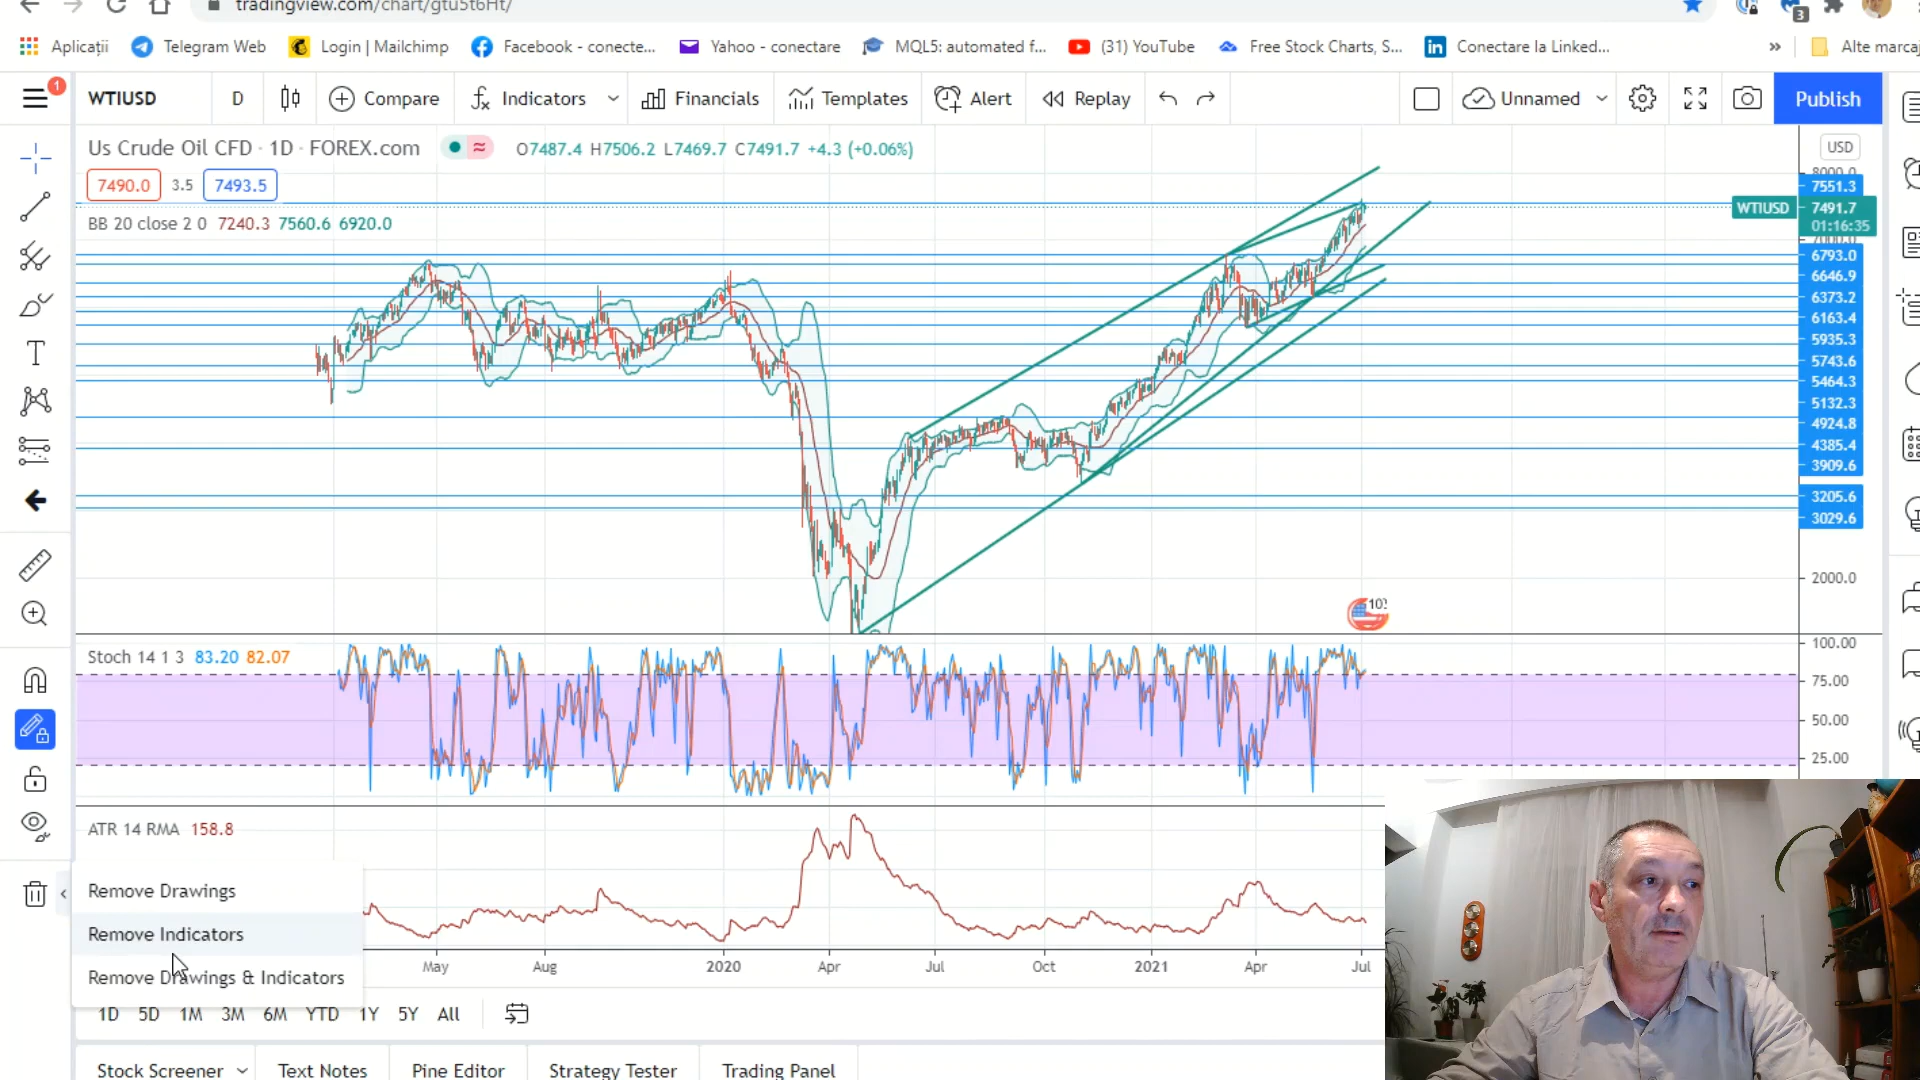 tradingview.com/chart/gtu5t6Ht/
3
Aplicații
Telegram Web
Login | Mailchimp
Facebook - conecte...
Yahoo - conectare
MQL5: automated f...
(31) YouTube
Free Stock Charts, S...
Conectare la Linked...
»
Alte marcaj
1
WTIUSD
D
Compare
Indicators
Financials
Templates
Alert
Replay
Unnamed
Publish
Us Crude Oil CFD · 1D · FOREX.com
O7487.4 H7506.2 L7469.7 C7491.7 +4.3 (+0.06%)
USD
7490.0 3.5 7493.5
BB 20 close 2 0 7240.3 7560.6 6920.0
8000.0
7551.3
WTIUSD 7491.7
01:16:35
7000.0
6793.0
6646.9
6373.2
6163.4
5935.3
5743.6
5464.3
5132.3
4924.8
4385.4
3909.6
3205.6
3029.6
2000.0
Stoch 14 1 3 83.20 82.07
100.00
75.00
50.00
25.00
ATR 14 RMA 158.8
Remove Drawings
Remove Indicators
Remove Drawings & Indicators
May Aug 2020 Apr Jul Oct 2021 Apr Jul
1D 5D 1M 3M 6M YTD 1Y 5Y All
Stock Screener
Text Notes
Pine Editor
Strategy Tester
Trading Panel